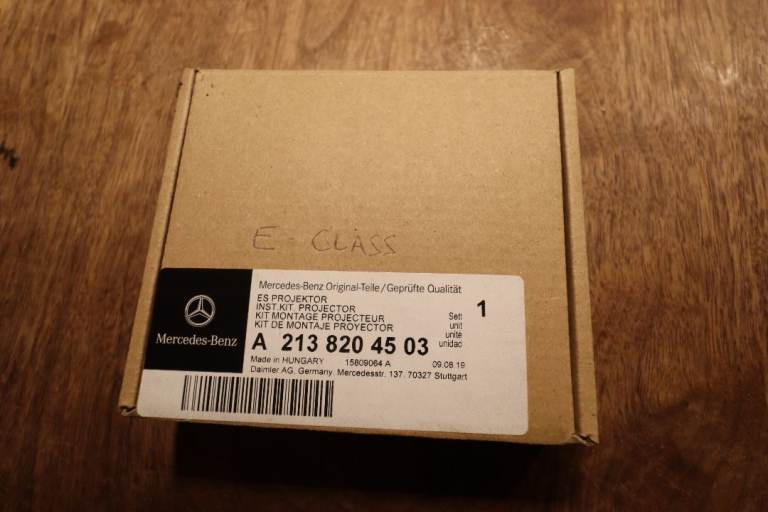 E-CLASS
Mercedes-Benz Original-Teile/Geprüfte Qualität
ES PROJEKTOR
INST.KIT. PROJECTOR
KIT MONTAGE PROJECTEUR
KIT DE MONTAJE PROYECTOR
Sett
unit
unité
unidad
1
Mercedes-Benz
A 213 820 45 03
Made in HUNGARY 15809064 A 09.08.19
Daimler AG, Germany, Mercedesstr. 137, 70327 Stuttgart